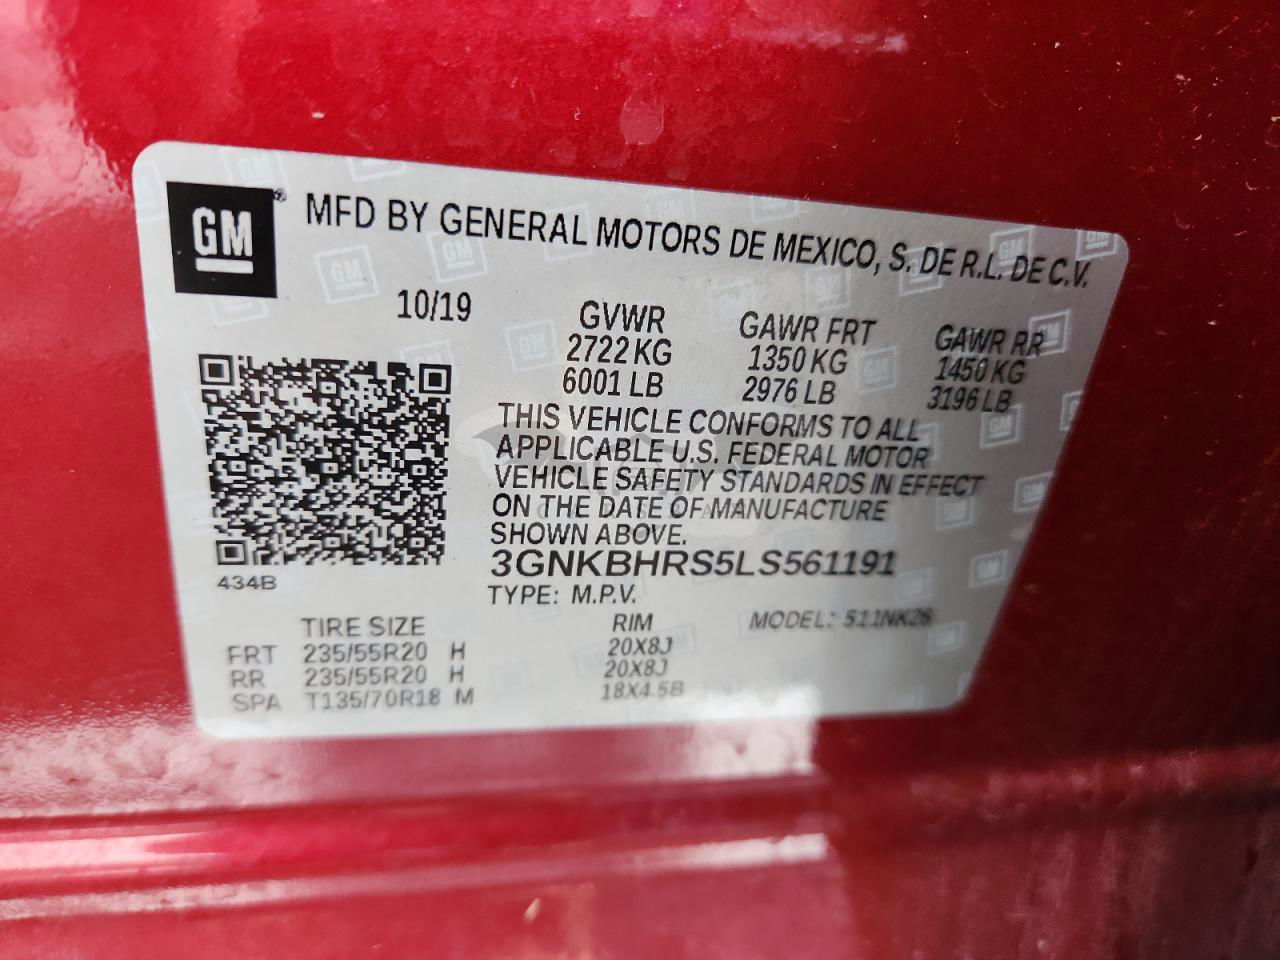 GM
MFD BY GENERAL MOTORS DE MEXICO, S. DE R.L. DE C.V.
10/19
GVWR GAWR FRT GAWR RR
2722 KG 1350 KG 1450 KG
6001 LB 2976 LB 3196 LB
THIS VEHICLE CONFORMS TO ALL
APPLICABLE U.S. FEDERAL MOTOR
VEHICLE SAFETY STANDARDS IN EFFECT
ON THE DATE OF MANUFACTURE
SHOWN ABOVE.
3GNKBHRS5LS561191
434B
TYPE: M.P.V.
MODEL: 511NK26
TIRE SIZE RIM
FRT 235/55R20 H 20X8J
RR 235/55R20 H 20X8J
SPA T135/70R18 M 18X4.5B